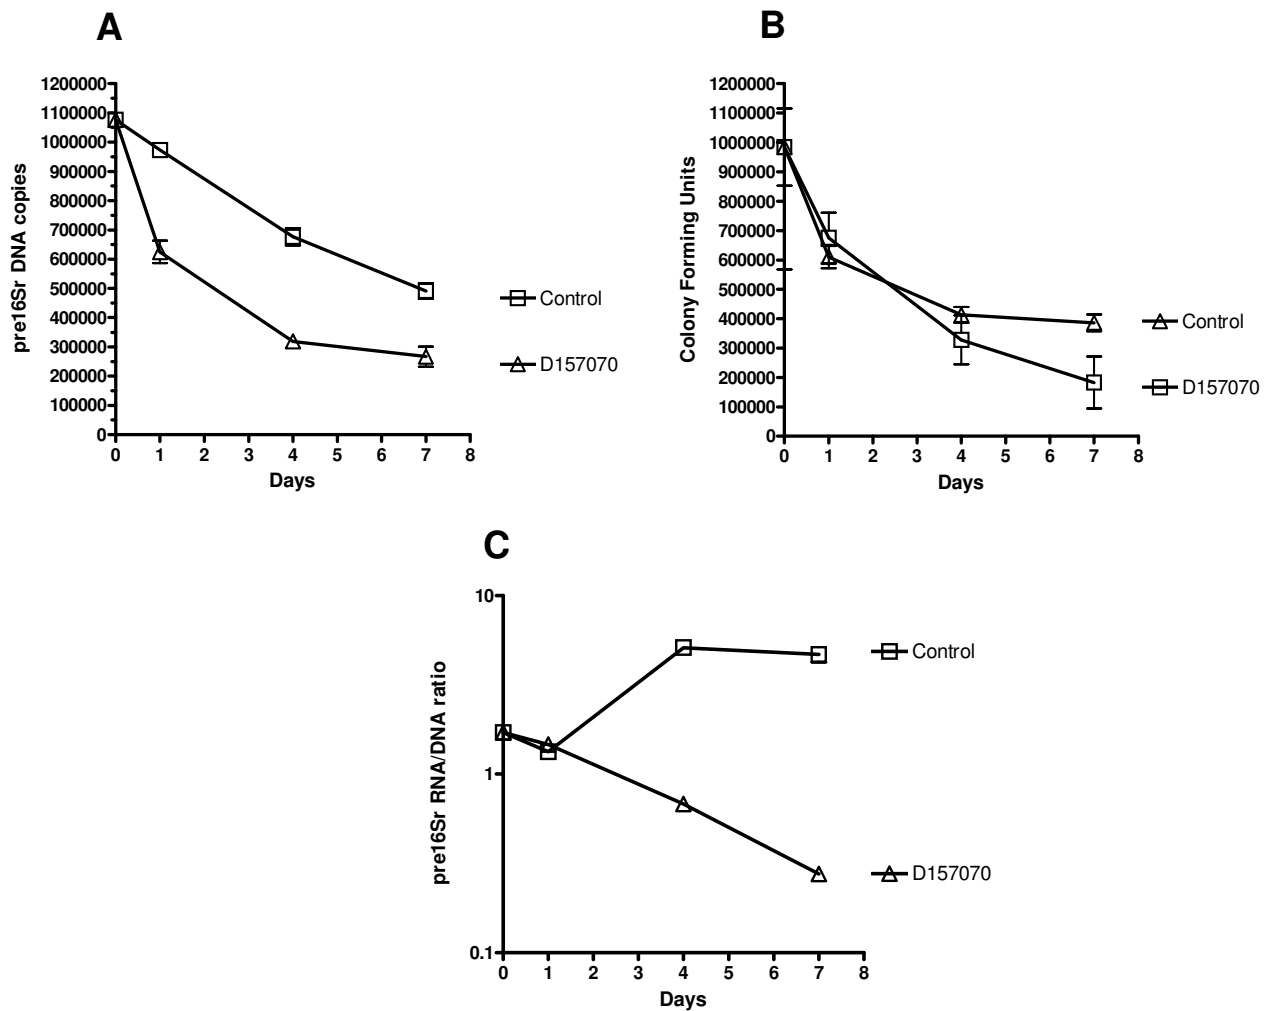 A
B
1200000
1100000
1000000
900000
800000
700000
600000
500000
400000
300000
200000
100000
0
pre16Sr DNA copies
0 1 2 3 4 5 6 7 8
Days
Control
D157070
1200000
1100000
1000000
900000
800000
700000
600000
500000
400000
300000
200000
100000
0
Colony Forming Units
0 1 2 3 4 5 6 7 8
Days
Control
D157070
C
10
1
0.1
pre16Sr RNA/DNA ratio
0 1 2 3 4 5 6 7 8
Days
Control
D157070